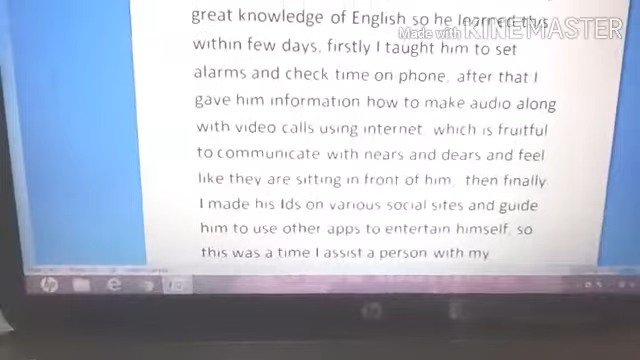 great knowledge of English so he learned this
Made with KINEMASTER
within few days, firstly I taught him to set
alarms and check time on phone, after that I
gave him information how to make audio along
with video calls using internet, which is fruitful
to communicate with nears and dears and feel
like they are sitting in front of him, then finally
I made his Ids on various social sites and guide
him to use other apps to entertain himself, so
this was a time I assist a person with my
hp